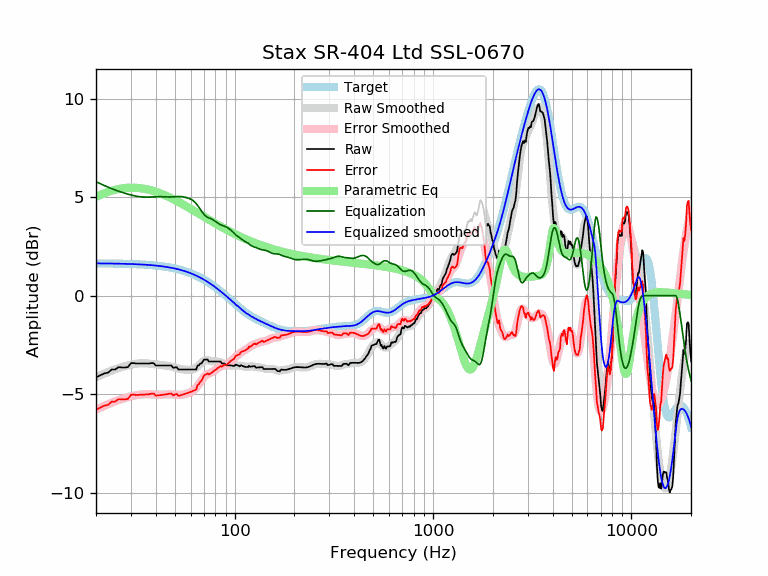 Stax SR-404 Ltd SSL-0670
Target
Raw Smoothed
Error Smoothed
Raw
Error
Parametric Eq
Equalization
Equalized smoothed
10
5
0
−5
−10
Amplitude (dBr)
100
1000
10000
Frequency (Hz)